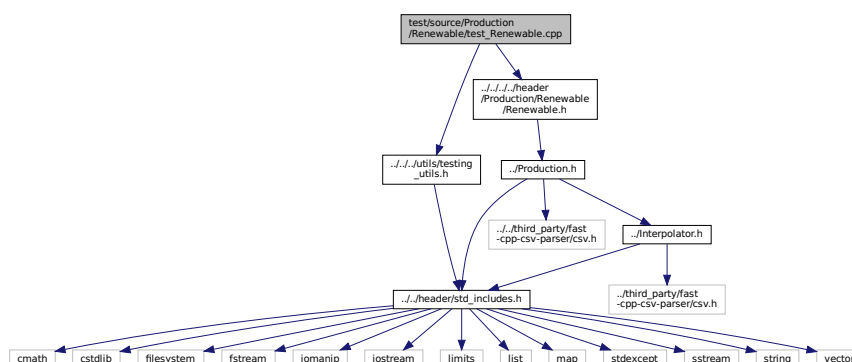 test/source/Production
/Renewable/test_Renewable.cpp
../../../../header
/Production/Renewable
/Renewable.h
../../../utils/testing
_utils.h
../Production.h
../../third_party/fast
-cpp-csv-parser/csv.h
../Interpolator.h
../third_party/fast
-cpp-csv-parser/csv.h
../../header/std_includes.h
cmath
cstdlib
filesystem
fstream
iomanip
iostream
limits
list
map
stdexcept
sstream
string
vector